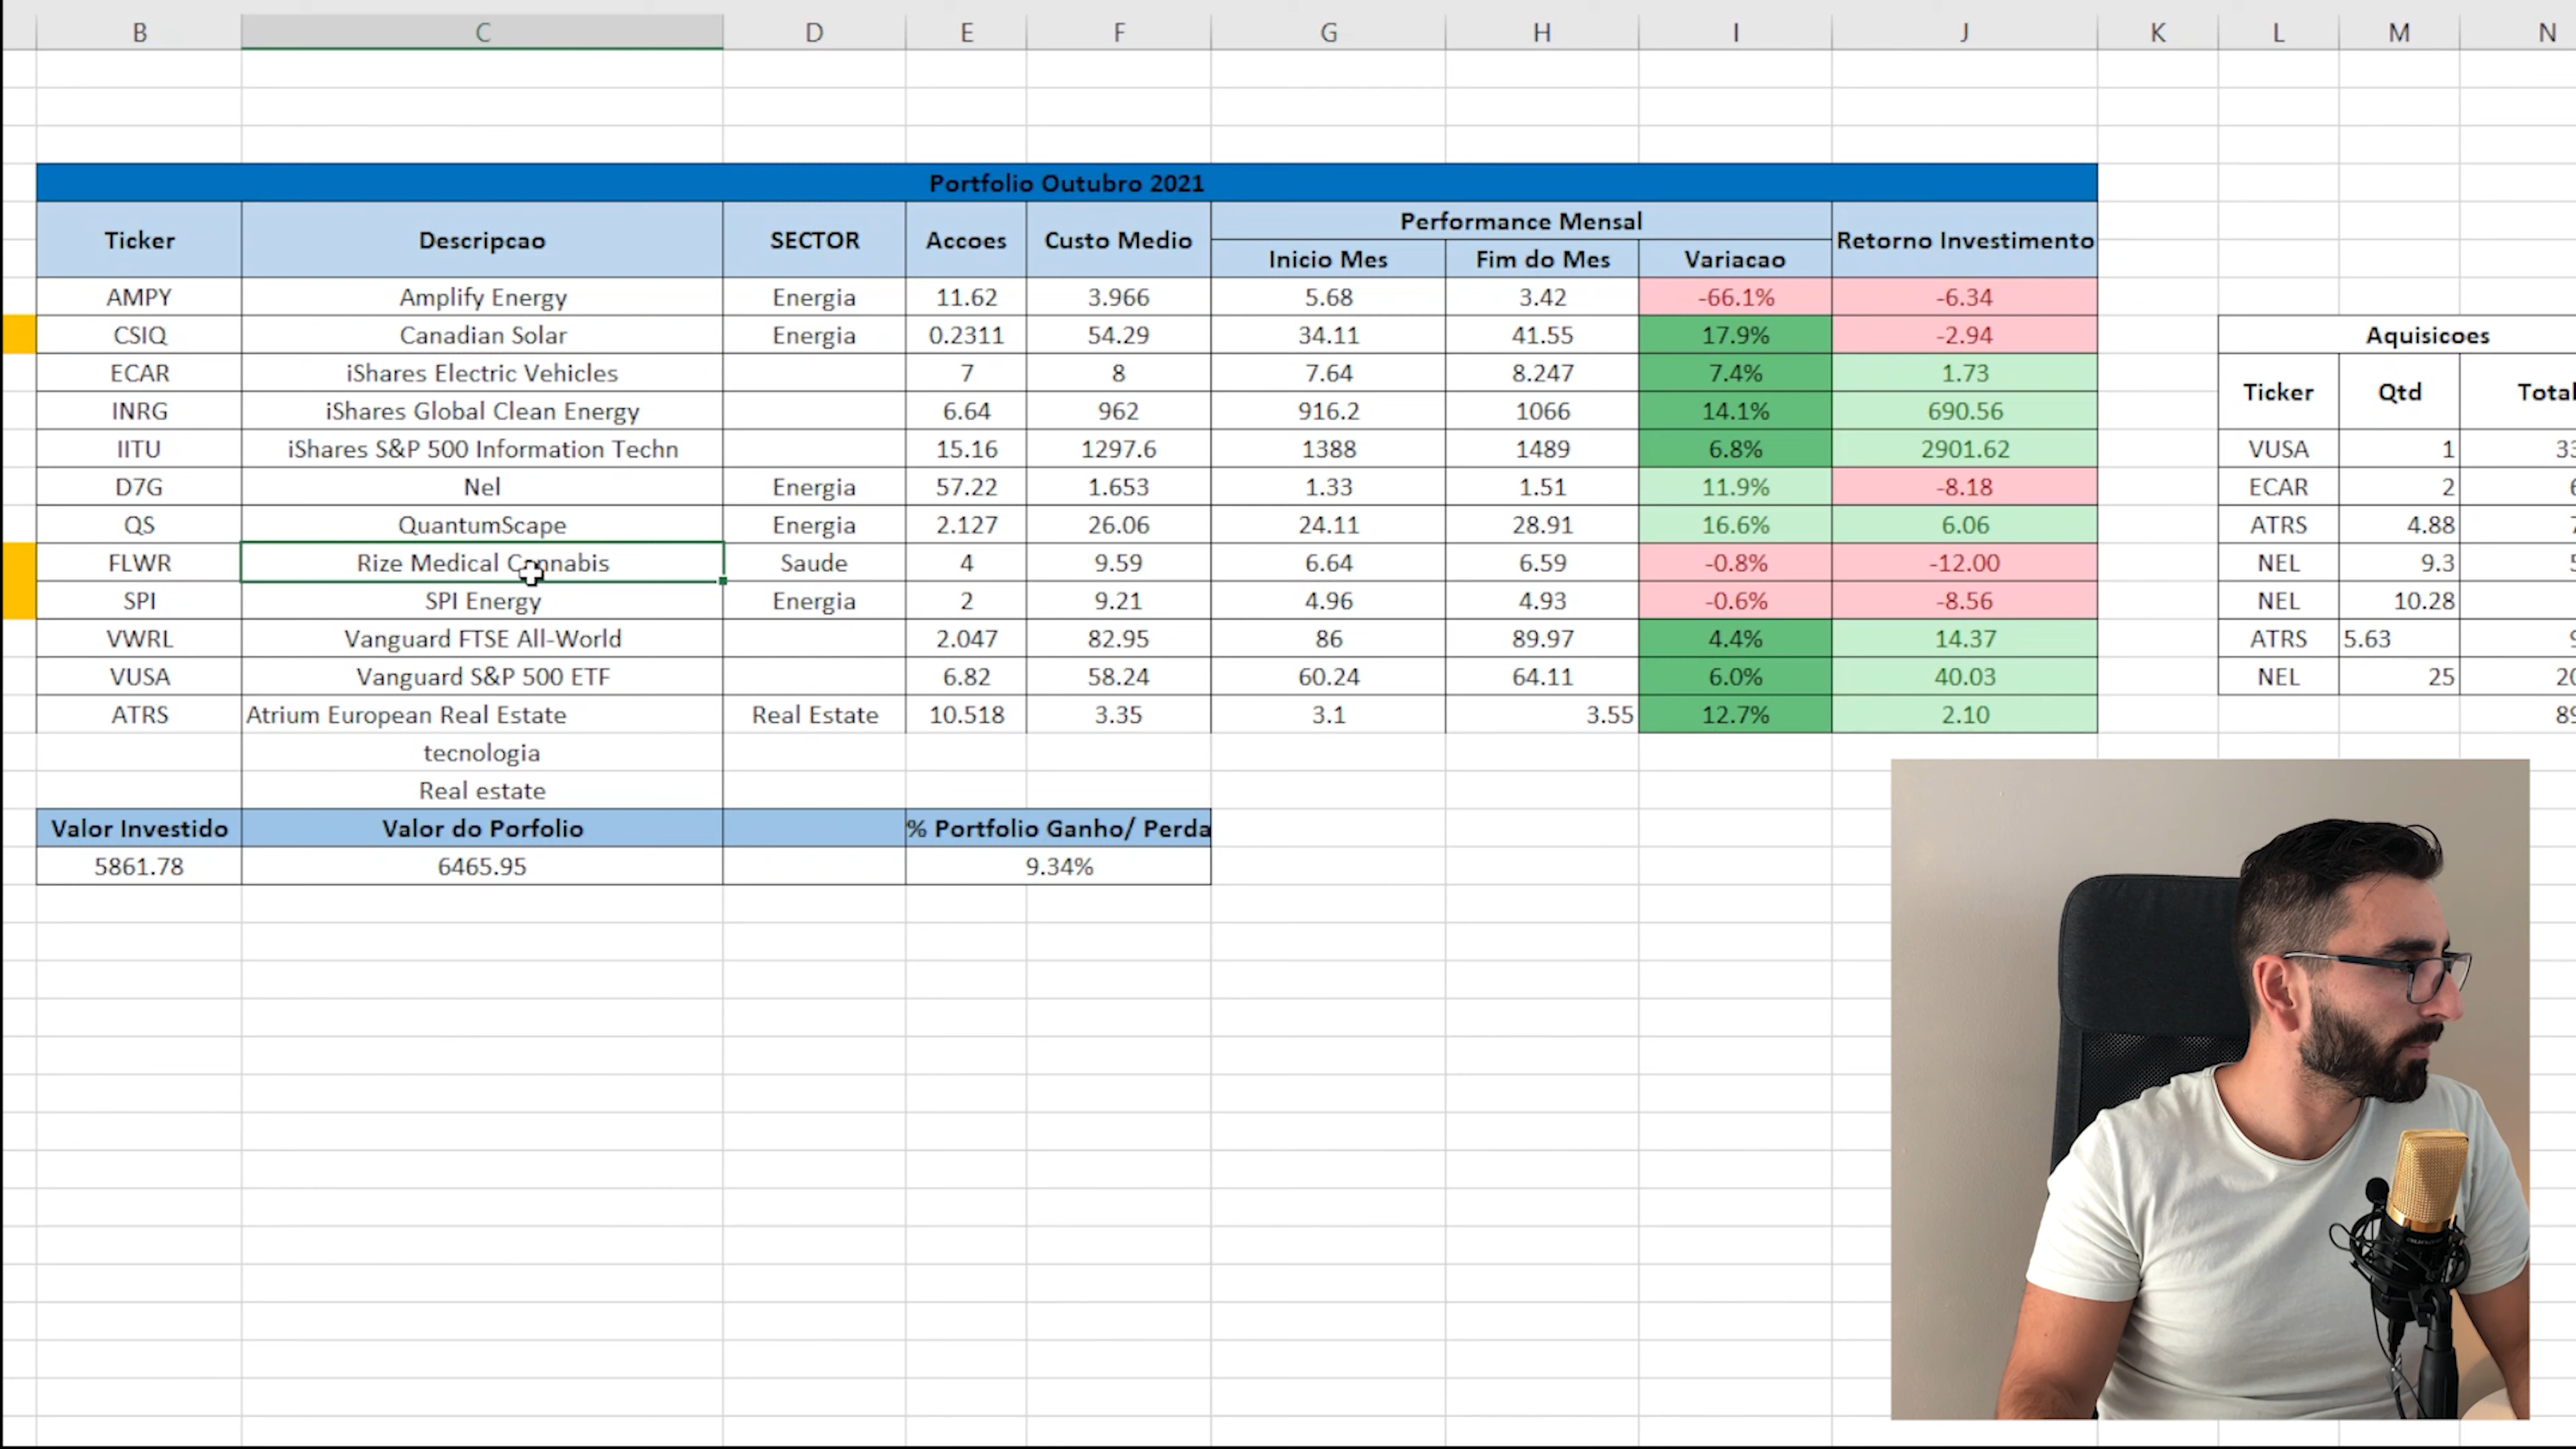 B C D E F G H I J K L M N
Portfolio Outubro 2021
Ticker Descripcao SECTOR Accoes Custo Medio Performance Mensal Retorno Investimento
Inicio Mes Fim do Mes Variacao
AMPY Amplify Energy Energia 11.62 3.966 5.68 3.42 -66.1% -6.34
CSIQ Canadian Solar Energia 0.2311 54.29 34.11 41.55 17.9% -2.94
ECAR iShares Electric Vehicles 7 8 7.64 8.247 7.4% 1.73
INRG iShares Global Clean Energy 6.64 962 916.2 1066 14.1% 690.56
IITU iShares S&P 500 Information Techn 15.16 1297.6 1388 1489 6.8% 2901.62
D7G Nel Energia 57.22 1.653 1.33 1.51 11.9% -8.18
QS QuantumScape Energia 2.127 26.06 24.11 28.91 16.6% 6.06
FLWR Rize Medical Cannabis Saude 4 9.59 6.64 6.59 -0.8% -12.00
SPI SPI Energy Energia 2 9.21 4.96 4.93 -0.6% -8.56
VWRL Vanguard FTSE All-World 2.047 82.95 86 89.97 4.4% 14.37
VUSA Vanguard S&P 500 ETF 6.82 58.24 60.24 64.11 6.0% 40.03
ATRS Atrium European Real Estate Real Estate 10.518 3.35 3.1 3.55 12.7% 2.10
tecnologia
Real estate
Valor Investido Valor do Porfolio % Portfolio Ganho/ Perda
5861.78 6465.95 9.34%
Aquisicoes
Ticker Qtd Total
VUSA 1
ECAR 2
ATRS 4.88
NEL 9.3
NEL 10.28
ATRS 5.63
NEL 25